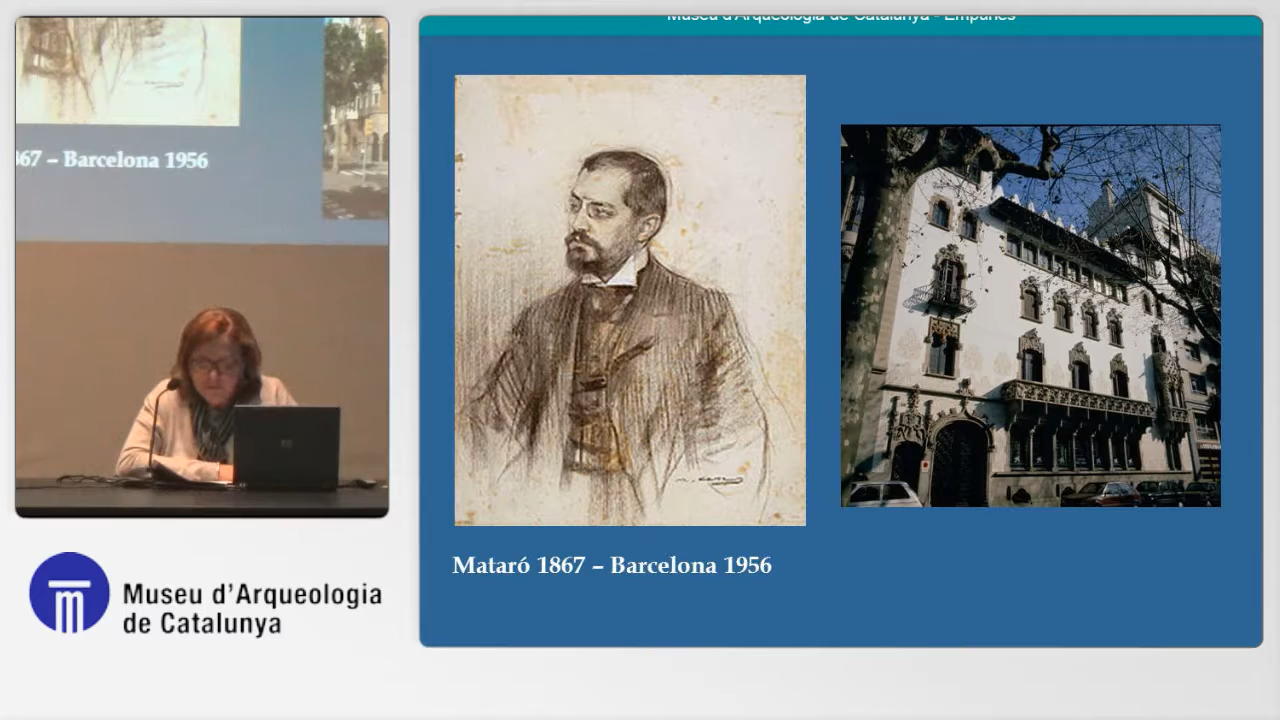 Museu d'Arqueologia de Catalunya - Empúries
867 – Barcelona 1956
Mataró 1867 – Barcelona 1956
Museu d'Arqueologia
de Catalunya